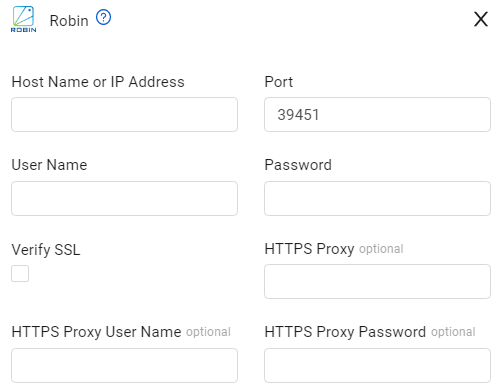 ROBIN
Robin ?
X
Host Name or IP Address
Port
39451
User Name
Password
Verify SSL
HTTPS Proxy optional
HTTPS Proxy User Name optional
HTTPS Proxy Password optional